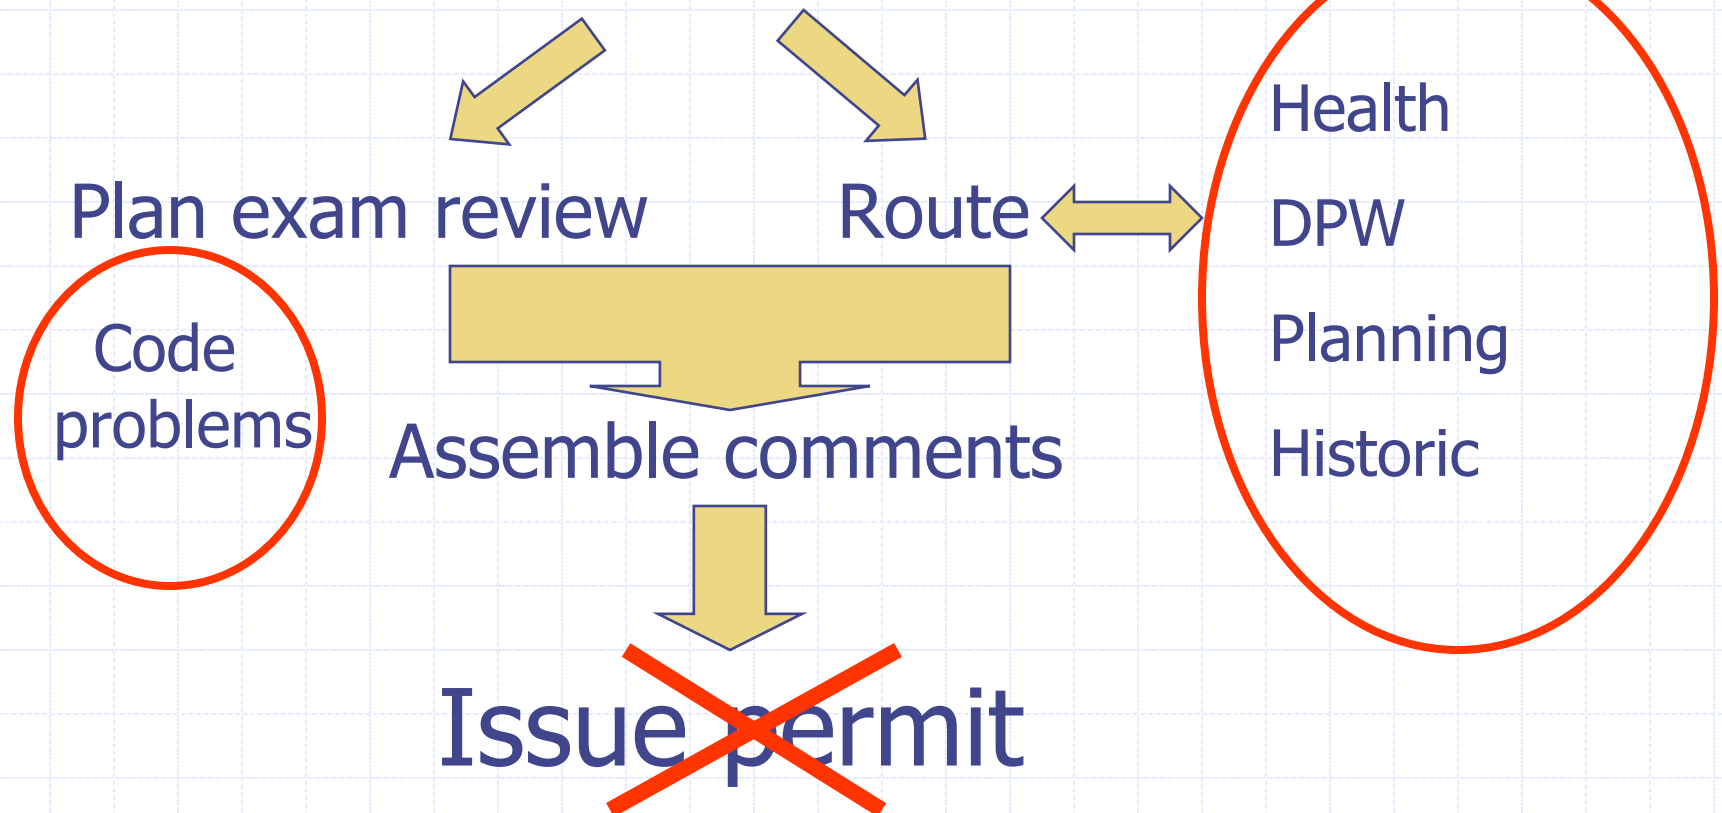 Plan exam review
Route
Health
DPW
Planning
Historic
Code
problems
Assemble comments
Issue permit